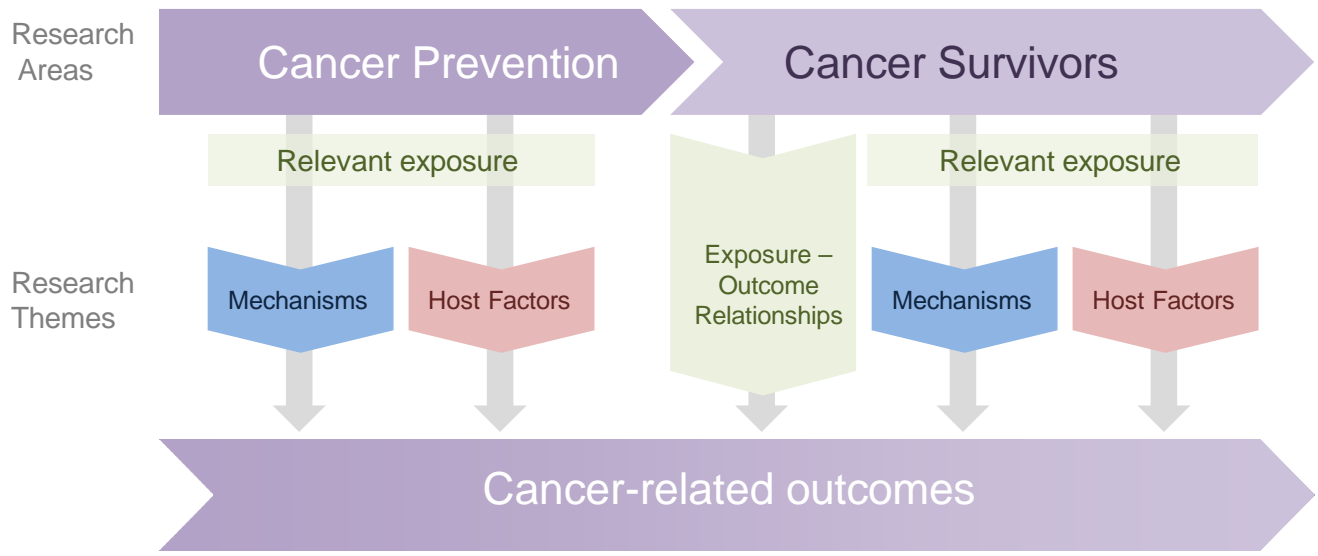 Research
Areas
Cancer Prevention
Cancer Survivors
Relevant exposure
Relevant exposure
Research
Themes
Mechanisms
Host Factors
Exposure –
Outcome
Relationships
Mechanisms
Host Factors
Cancer-related outcomes